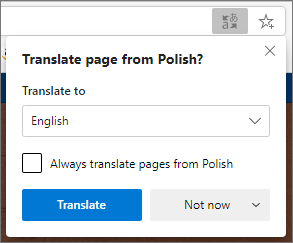 Translate page from Polish?
Translate to
English
Always translate pages from Polish
Translate
Not now